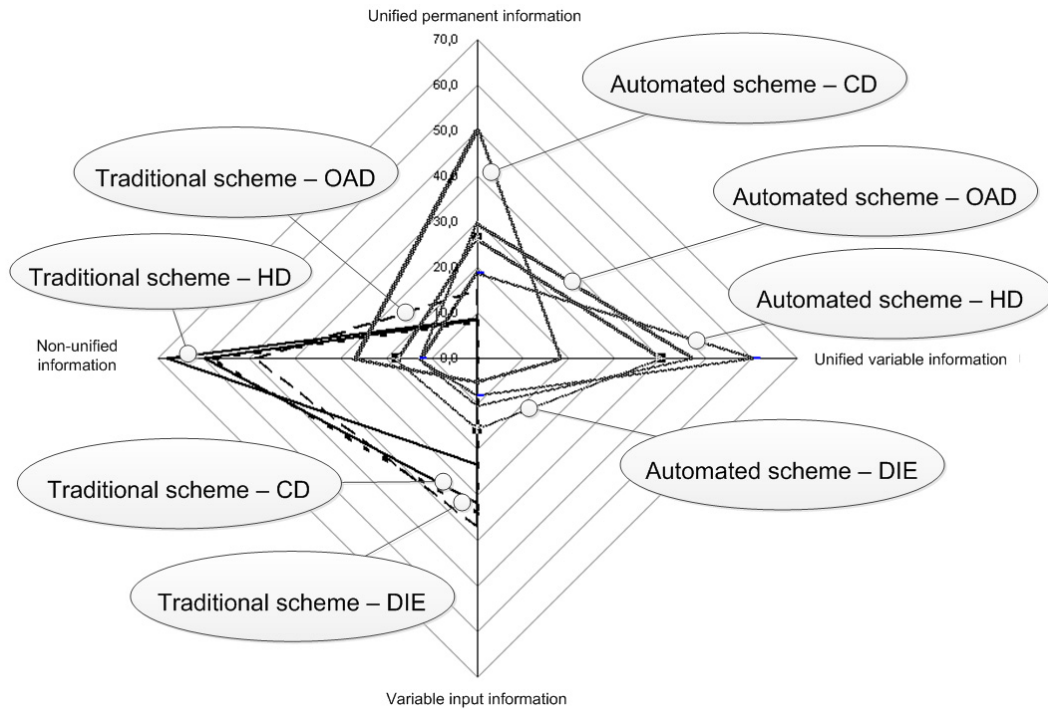 Unified permanent information
70,0
60,0
50,0
40,0
30,0
20,0
10,0
0,0
Automated scheme – CD
Traditional scheme – OAD
Automated scheme – OAD
Traditional scheme – HD
Automated scheme – HD
Non-unified
information
Unified variable information
Traditional scheme – CD
Automated scheme – DIE
Traditional scheme – DIE
Variable input information